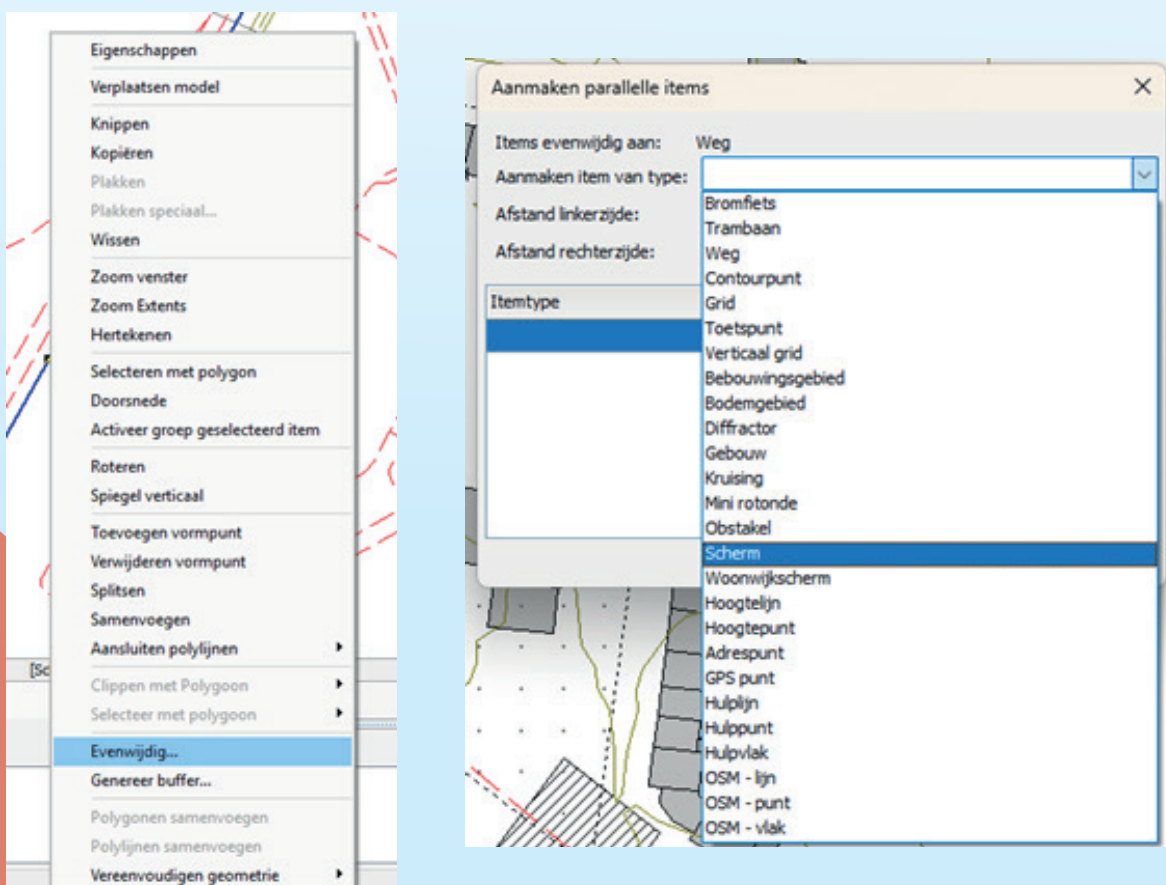 Eigenschappen
Verplaatsen model
Knippen
Kopiëren
Plakken
Plakken speciaal...
Wissen
Zoom venster
Zoom Extents
Hertekenen
Selecteren met polygon
Doorsnede
Activeer groep geselecteerd item
Roteren
Spiegel verticaal
Toevoegen vormpunt
Verwijderen vormpunt
Splitsen
Samenvoegen
Aansluiten polylijnen
[Sc
Clippen met Polygoon
Selecteer met polygoon
Evenwijdig...
Genereer buffer...
Polygonen samenvoegen
Polylijnen samenvoegen
Vereenvoudigen geometrie
Aanmaken parallelle items
Items evenwijdig aan: Weg
Aanmaken item van type:
Afstand linkerzijde:
Afstand rechterzijde:
Itemtype
Bromfiets
Trambaan
Weg
Contourpunt
Grid
Toetspunt
Verticaal grid
Bebouwingsgebied
Bodemgebied
Diffractor
Gebouw
Kruising
Mini rotonde
Obstakel
Scherm
Woonwijkscherm
Hoogtelijn
Hoogtepunt
Adrespunt
GPS punt
Hulplijn
Hulppunt
Hulpvlak
OSM - lijn
OSM - punt
OSM - vlak